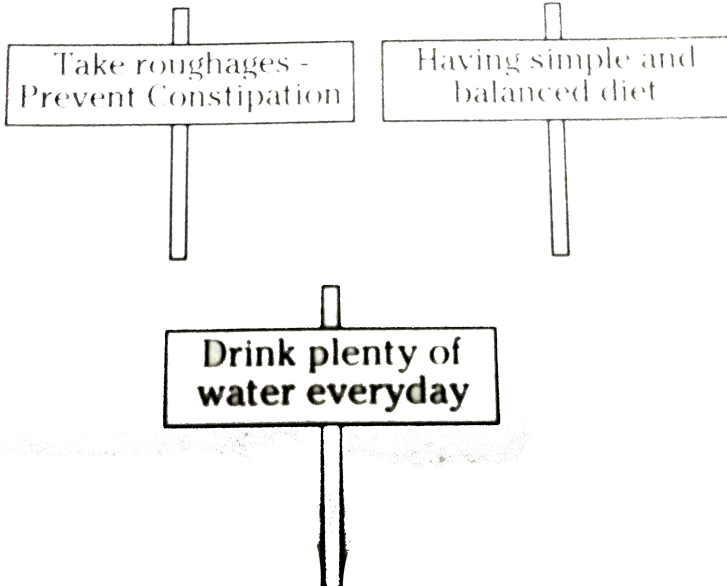 Take roughages -
Prevent Constipation
Having simple and
balanced diet
Drink plenty of
water everyday